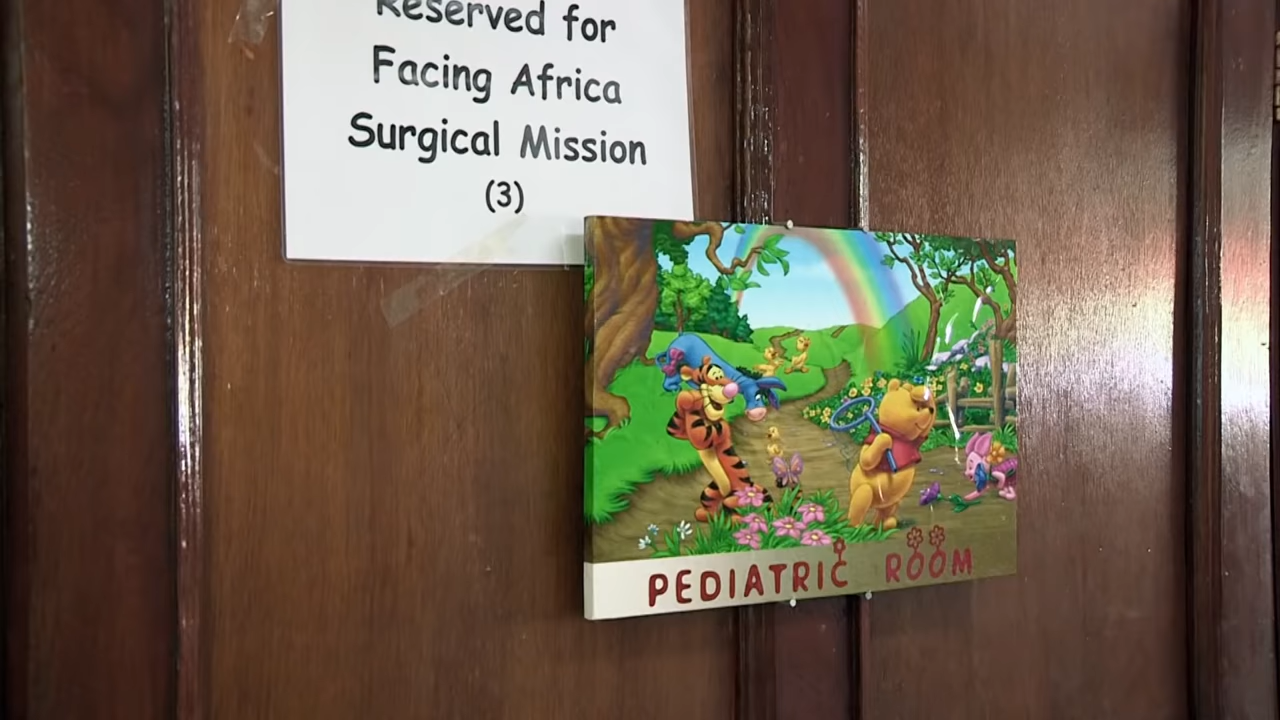 Reserved for
Facing Africa
Surgical Mission
(3)
PEDIATRIC ROOM